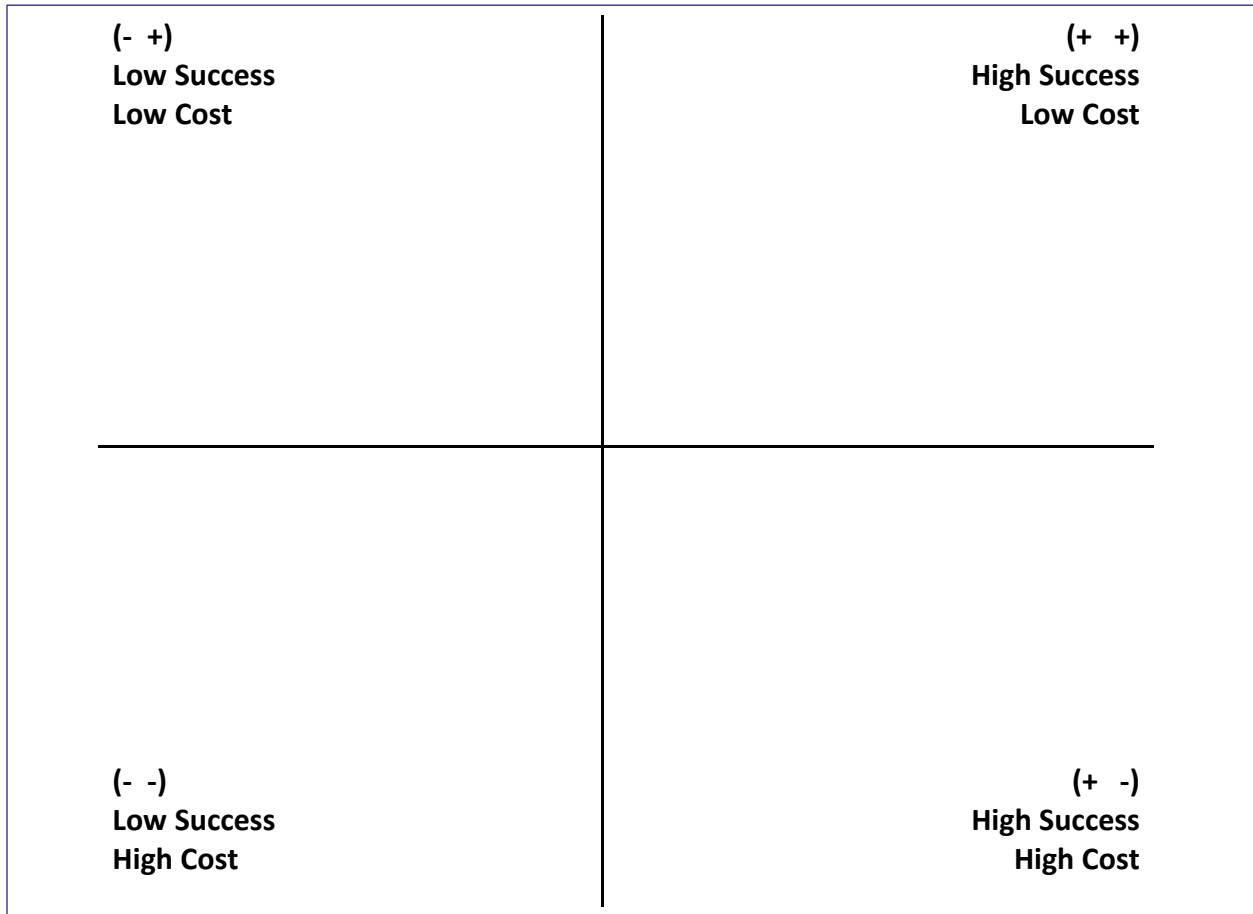 (- +)
Low Success
Low Cost
(+ +)
High Success
Low Cost
(- -)
Low Success
High Cost
(+ -)
High Success
High Cost